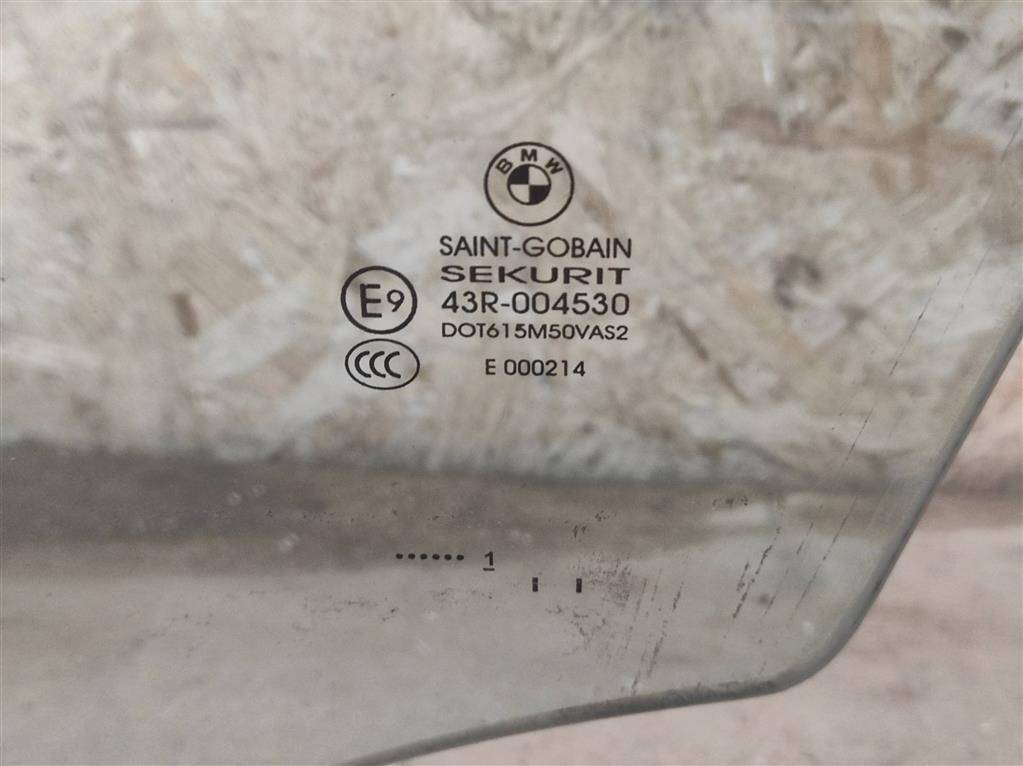 BMW
SAINT-GOBAIN
SEKURIT
E9 43R-004530
DOT615M50VAS2
CCC E 000214
...... 1